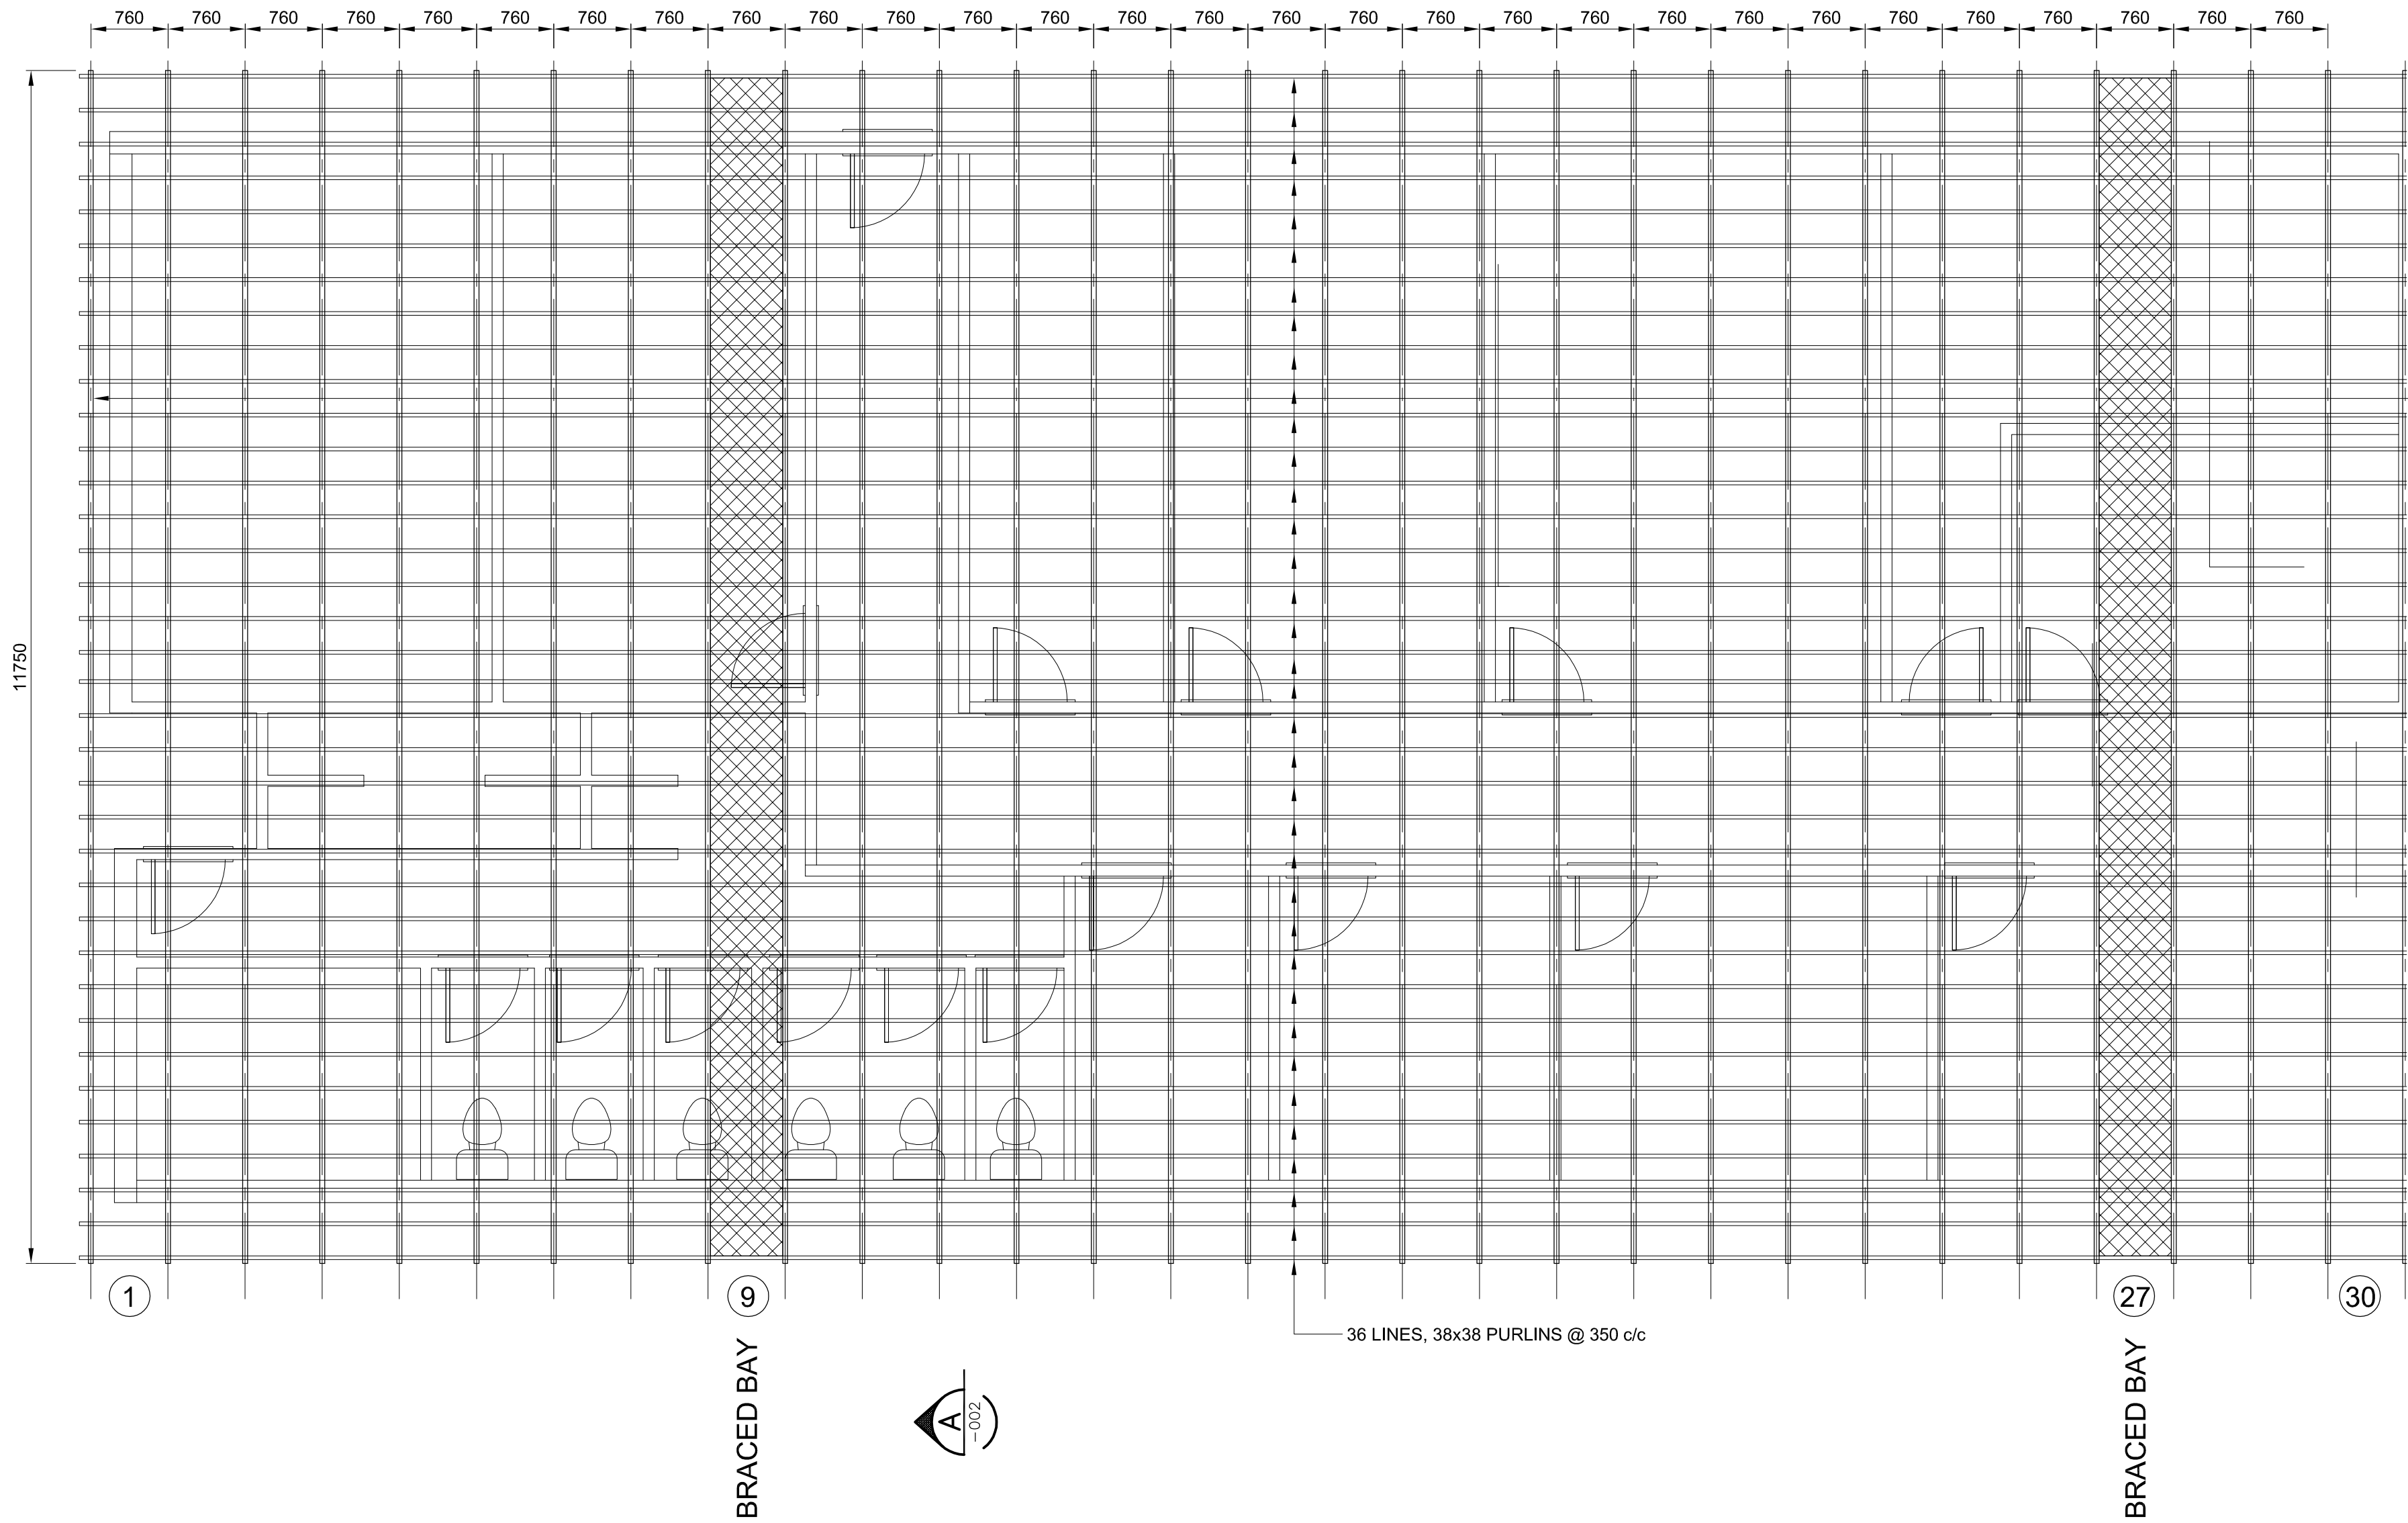 760 760 760 760 760 760 760 760 760 760 760 760 760 760 760 760 760 760 760 760 760 760 760 760 760 760 760 760 760
11750
1 9 27 30
36 LINES, 38x38 PURLINS @ 350 c/c
BRACED BAY
BRACED BAY
A
-002